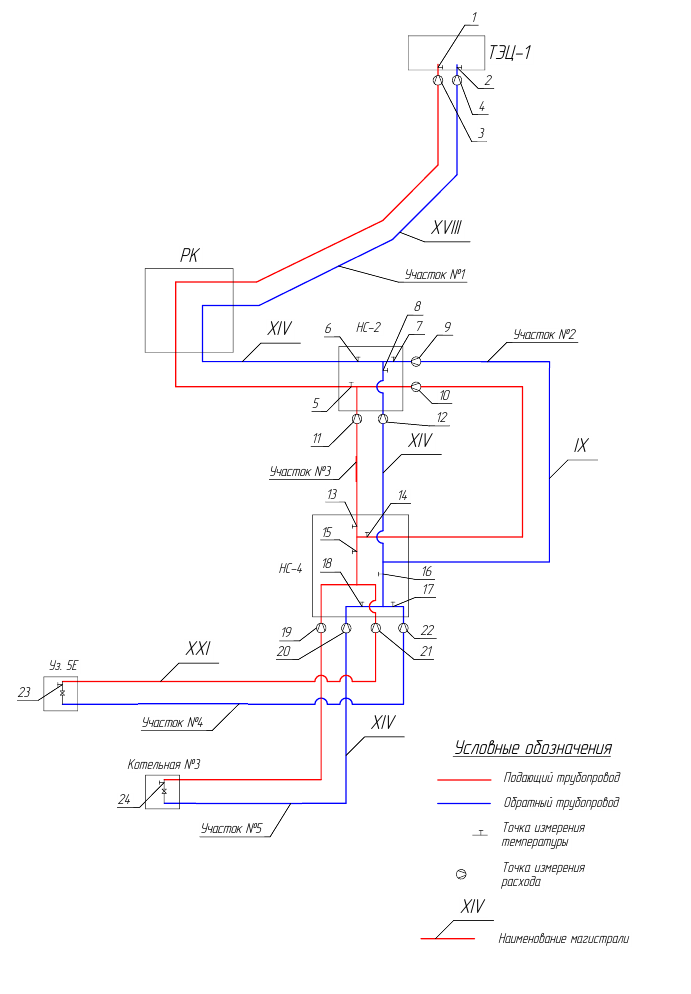 1
ТЭЦ-1
2
4
3
XVIII
РК
Участок №1
8
XIV
6
НС-2
7
9
Участок №2
5
10
11
12
XIV
IX
Участок №3
13
14
15
18
НС-4
16
17
19
22
20
21
XXI
Уз. 5Е
23
Участок №4
XIV
Котельная №3
24
Участок №5
Условные обозначения
Подающий трубопровод
Обратный трубопровод
Точка измерения
температуры
Точка измерения
расхода
XIV
Наименование магистрали